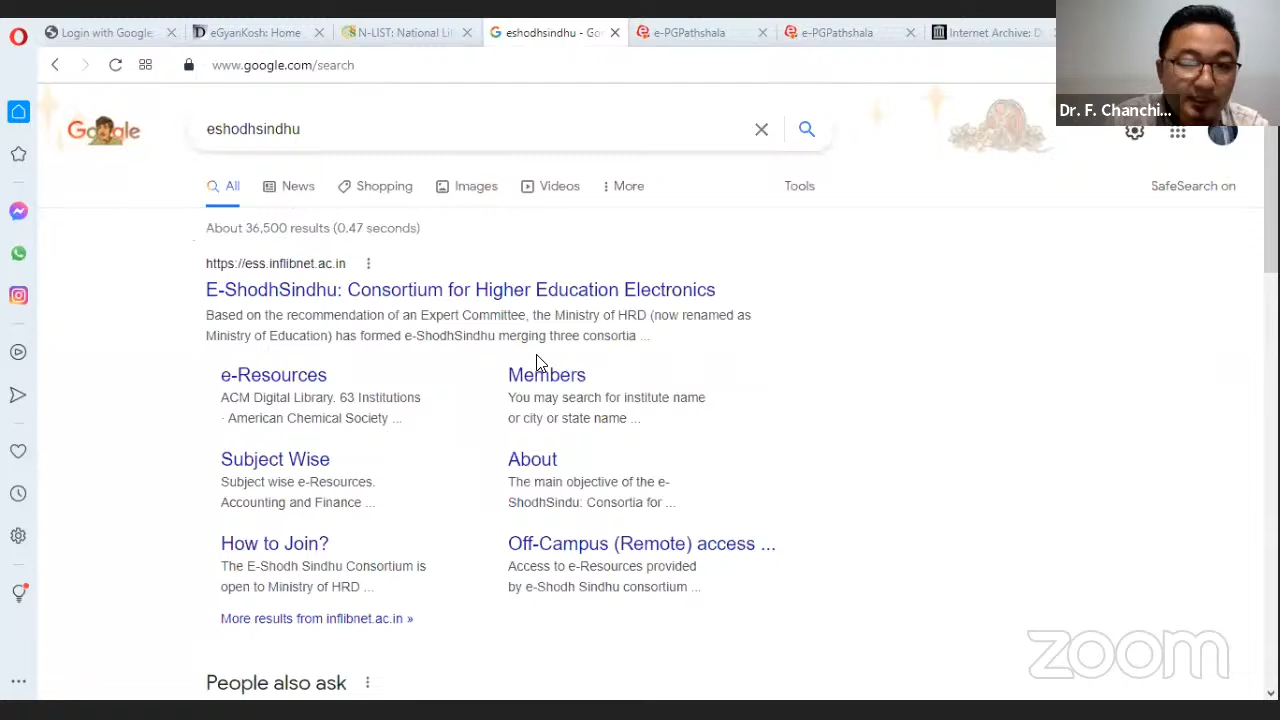 Login with Google
eGyanKosh: Home
N-LIST: National Li
eshodhsindhu - Go
e-PGPathshala
e-PGPathshala
Internet Archive: D
www.google.com/search
Dr. F. Chanchi...
Google
eshodhsindhu
All
News
Shopping
Images
Videos
More
Tools
SafeSearch on
About 36,500 results (0.47 seconds)
https://ess.inflibnet.ac.in
E-ShodhSindhu: Consortium for Higher Education Electronics
Based on the recommendation of an Expert Committee, the Ministry of HRD (now renamed as
Ministry of Education) has formed e-ShodhSindhu merging three consortia ...
e-Resources
ACM Digital Library. 63 Institutions
· American Chemical Society ...
Members
You may search for institute name
or city or state name ...
Subject Wise
Subject wise e-Resources.
Accounting and Finance ...
About
The main objective of the e-
ShodhSindu: Consortia for ...
How to Join?
The E-Shodh Sindhu Consortium is
open to Ministry of HRD ...
Off-Campus (Remote) access ...
Access to e-Resources provided
by e-Shodh Sindhu consortium ...
More results from inflibnet.ac.in »
People also ask
zoom